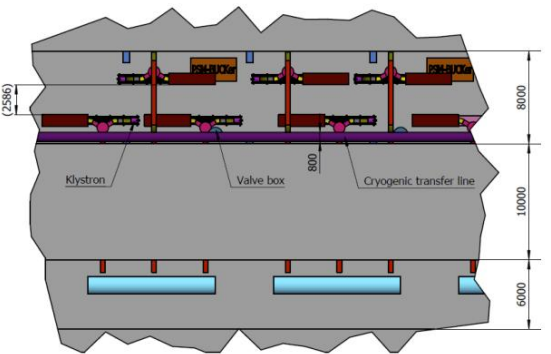 PSM-BUCKer
PSM-BUCKer
(2586)
8000
800
Klystron
Valve box
Cryogenic transfer line
10000
6000